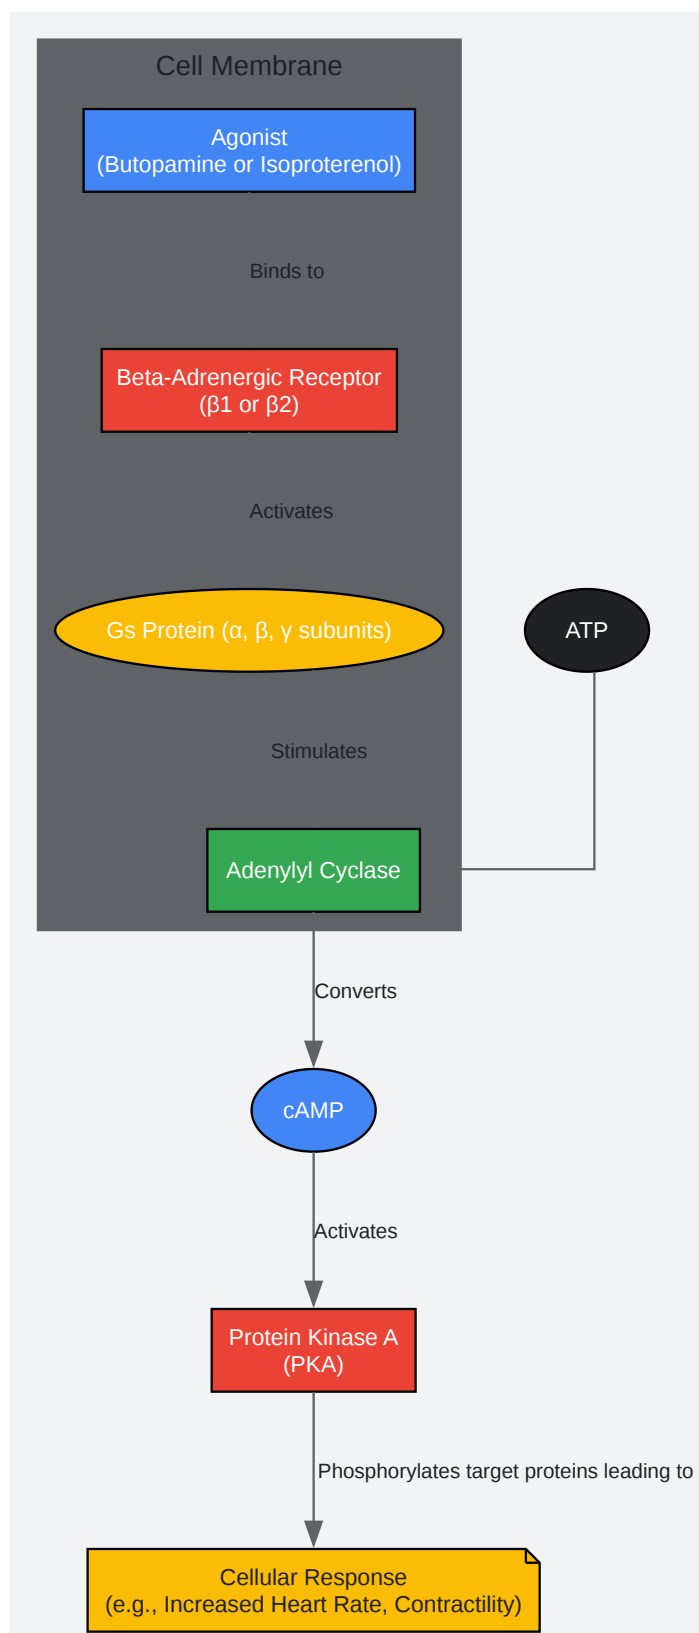 Cell Membrane
Agonist
(Butopamine or Isoproterenol)
Binds to
Beta-Adrenergic Receptor
(β1 or β2)
Activates
Gs Protein (α, β, γ subunits)
ATP
Stimulates
Adenylyl Cyclase
Converts
cAMP
Activates
Protein Kinase A
(PKA)
Phosphorylates target proteins leading to
Cellular Response
(e.g., Increased Heart Rate, Contractility)